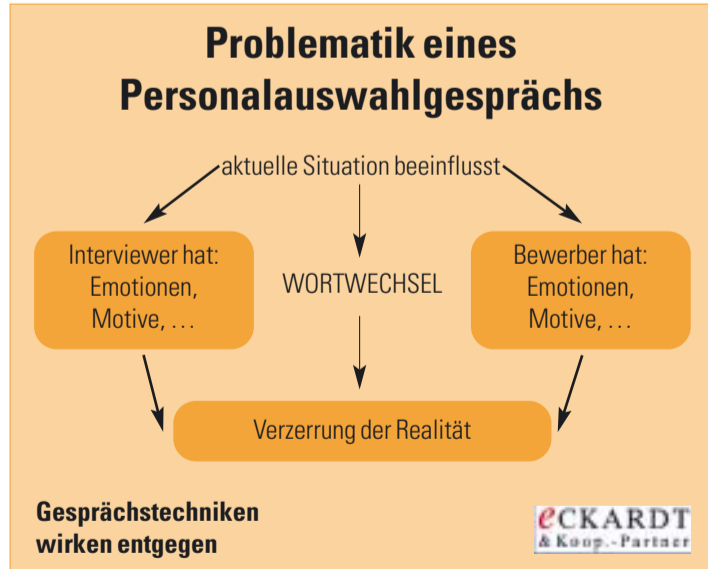 Problematik eines
Personalauswahlgesprächs
aktuelle Situation beeinflusst
Interviewer hat:
Emotionen,
Motive, …
WORTWECHSEL
Bewerber hat:
Emotionen,
Motive, …
Verzerrung der Realität
Gesprächstechniken
wirken entgegen
eCKARDT
& Koop.-Partner